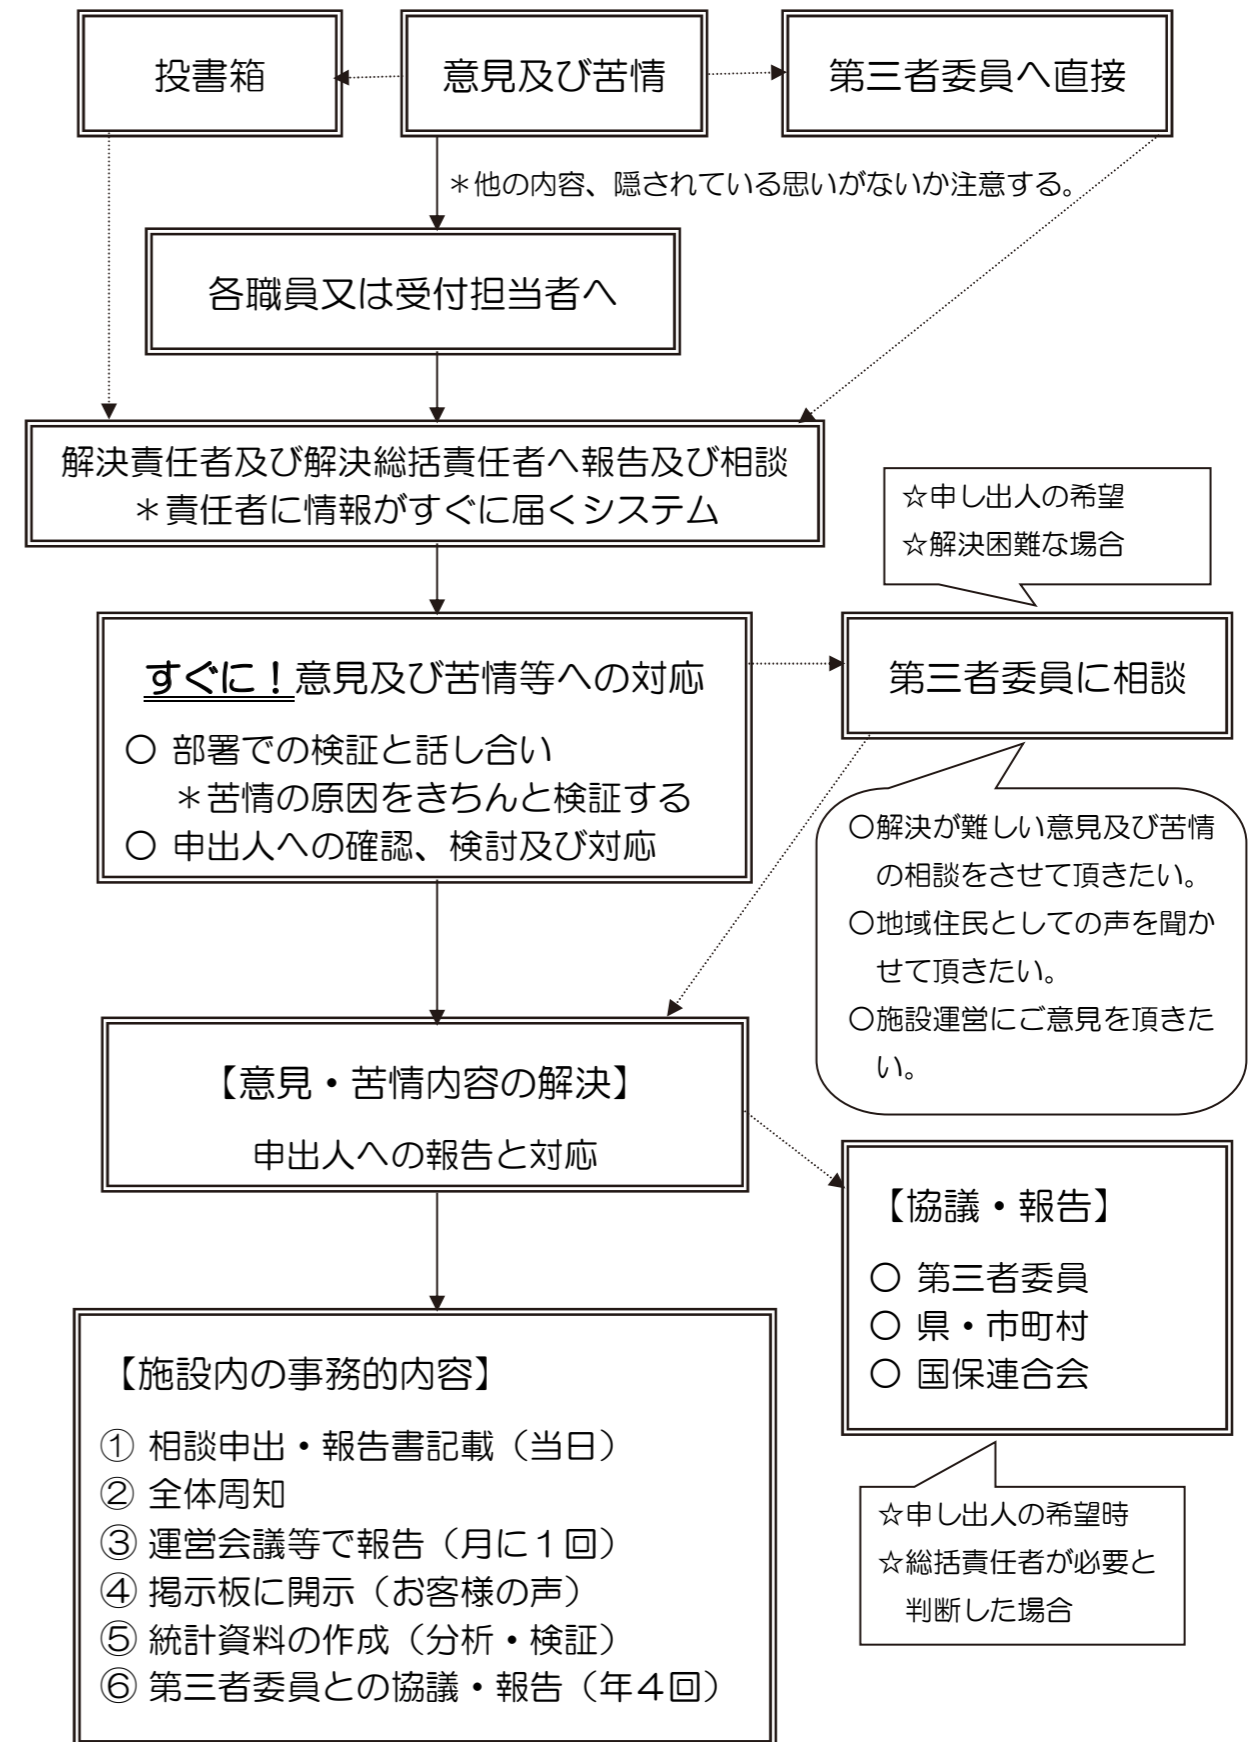 投書箱
意見及び苦情
第三者委員へ直接
＊他の内容、隠されている思いがないか注意する。
各職員又は受付担当者へ
解決責任者及び解決総括責任者へ報告及び相談
＊責任者に情報がすぐに届くシステム
☆申し出人の希望
☆解決困難な場合
すぐに！意見及び苦情等への対応
〇 部署での検証と話し合い
＊苦情の原因をきちんと検証する
〇 申出人への確認、検討及び対応
第三者委員に相談
〇解決が難しい意見及び苦情
の相談をさせて頂きたい。
〇地域住民としての声を聞か
せて頂きたい。
〇施設運営にご意見を頂きた
い。
【意見・苦情内容の解決】
申出人への報告と対応
【協議・報告】
〇 第三者委員
〇 県・市町村
〇 国保連合会
☆申し出人の希望時
☆総括責任者が必要と
判断した場合
【施設内の事務的内容】
① 相談申出・報告書記載（当日）
② 全体周知
③ 運営会議等で報告（月に１回）
④ 掲示板に開示（お客様の声）
⑤ 統計資料の作成（分析・検証）
⑥ 第三者委員との協議・報告（年４回）